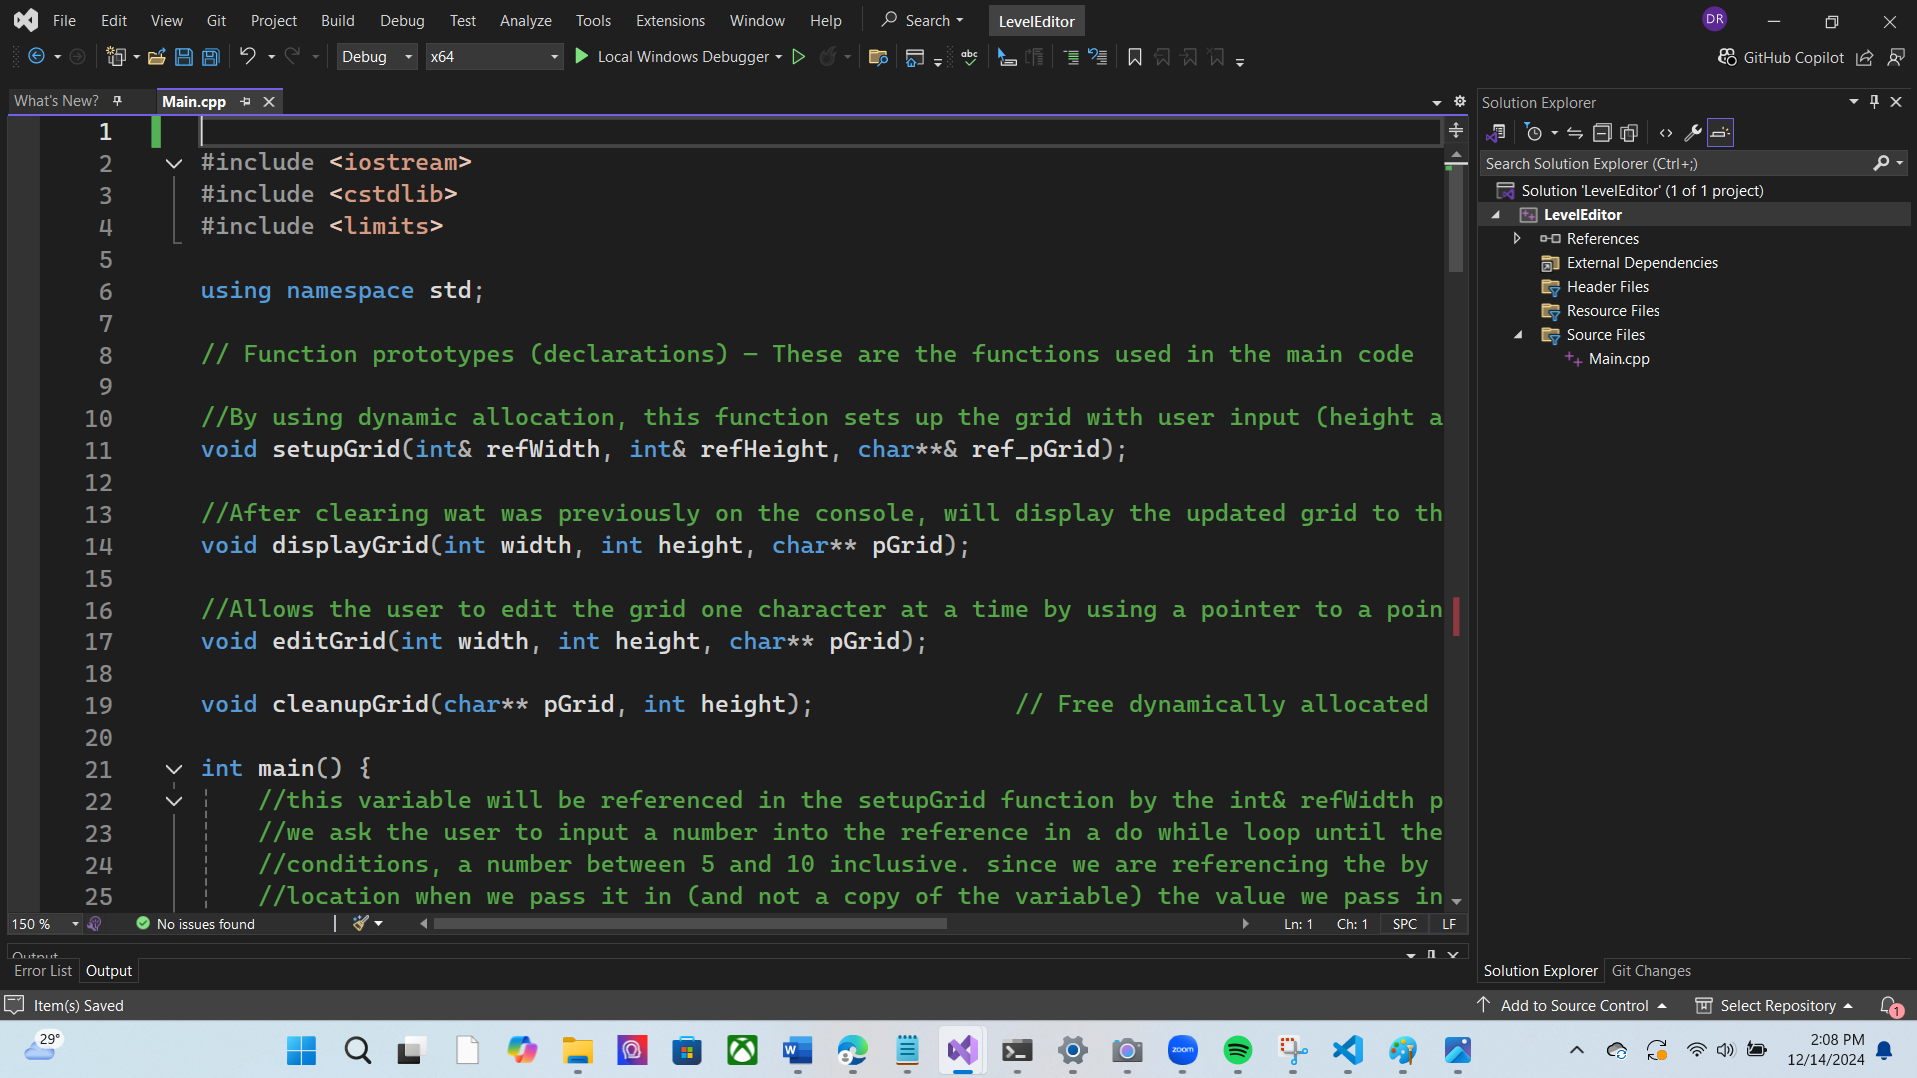 File Edit View Git Project Build Debug Test Analyze Tools Extensions Window Help Search LevelEditor DR
Debug x64 Local Windows Debugger abc GitHub Copilot
What's New? Main.cpp
1
2 #include <iostream>
3 #include <cstdlib>
4 #include <limits>
5
6 using namespace std;
7
8 // Function prototypes (declarations) – These are the functions used in the main code
9
10 //By using dynamic allocation, this function sets up the grid with user input (height a
11 void setupGrid(int& refWidth, int& refHeight, char**& ref_pGrid);
12
13 //After clearing wat was previously on the console, will display the updated grid to th
14 void displayGrid(int width, int height, char** pGrid);
15
16 //Allows the user to edit the grid one character at a time by using a pointer to a poin
17 void editGrid(int width, int height, char** pGrid);
18
19 void cleanupGrid(char** pGrid, int height); // Free dynamically allocated
20
21 int main() {
22 //this variable will be referenced in the setupGrid function by the int& refWidth p
23 //we ask the user to input a number into the reference in a do while loop until the
24 //conditions, a number between 5 and 10 inclusive. since we are referencing the by
25 //location when we pass it in (and not a copy of the variable) the value we pass in
150 % No issues found Ln: 1 Ch: 1 SPC LF
Output
Error List Output
Solution Explorer
Search Solution Explorer (Ctrl+;)
Solution 'LevelEditor' (1 of 1 project)
LevelEditor
References
External Dependencies
Header Files
Resource Files
Source Files
Main.cpp
Solution Explorer Git Changes
Item(s) Saved Add to Source Control Select Repository 1
29°
zoom
2:08 PM
12/14/2024